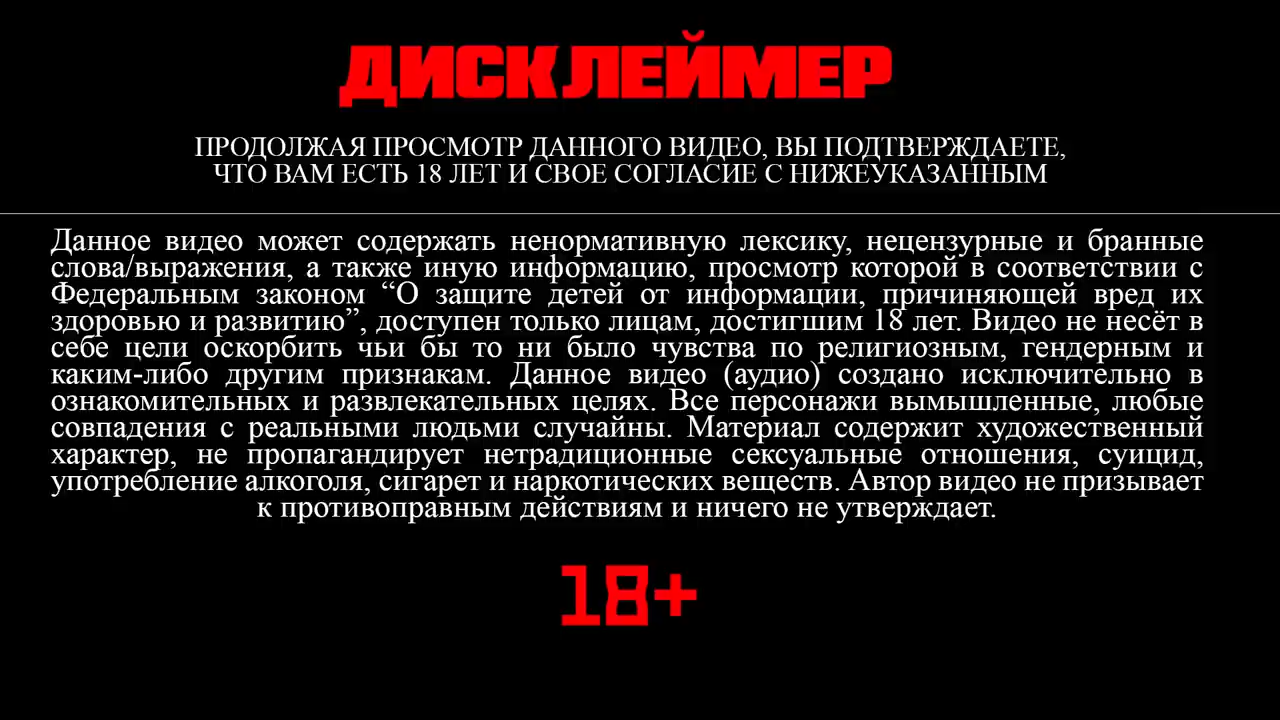 ДИСКЛЕЙМЕР
ПРОДОЛЖАЯ ПРОСМОТР ДАННОГО ВИДЕО, ВЫ ПОДТВЕРЖДАЕТЕ,
ЧТО ВАМ ЕСТЬ 18 ЛЕТ И СВОЕ СОГЛАСИЕ С НИЖЕУКАЗАННЫМ
Данное видео может содержать ненормативную лексику, нецензурные и бранные
слова/выражения, а также иную информацию, просмотр которой в соответствии с
Федеральным законом “О защите детей от информации, причиняющей вред их
здоровью и развитию”, доступен только лицам, достигшим 18 лет. Видео не несёт в
себе цели оскорбить чьи бы то ни было чувства по религиозным, гендерным и
каким-либо другим признакам. Данное видео (аудио) создано исключительно в
ознакомительных и развлекательных целях. Все персонажи вымышленные, любые
совпадения с реальными людьми случайны. Материал содержит художественный
характер, не пропагандирует нетрадиционные сексуальные отношения, суицид,
употребление алкоголя, сигарет и наркотических веществ. Автор видео не призывает
к противоправным действиям и ничего не утверждает.
18+